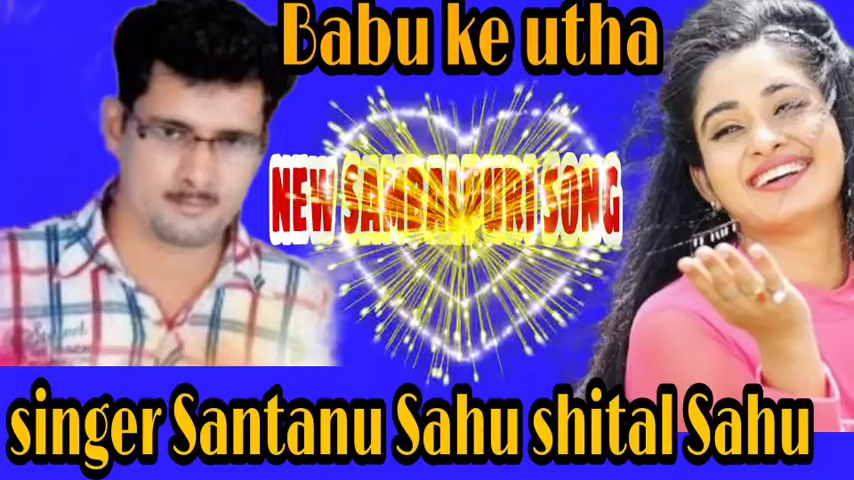 Babu ke utha
NEW SAMBALPURI SONG
singer Santanu Sahu shital Sahu